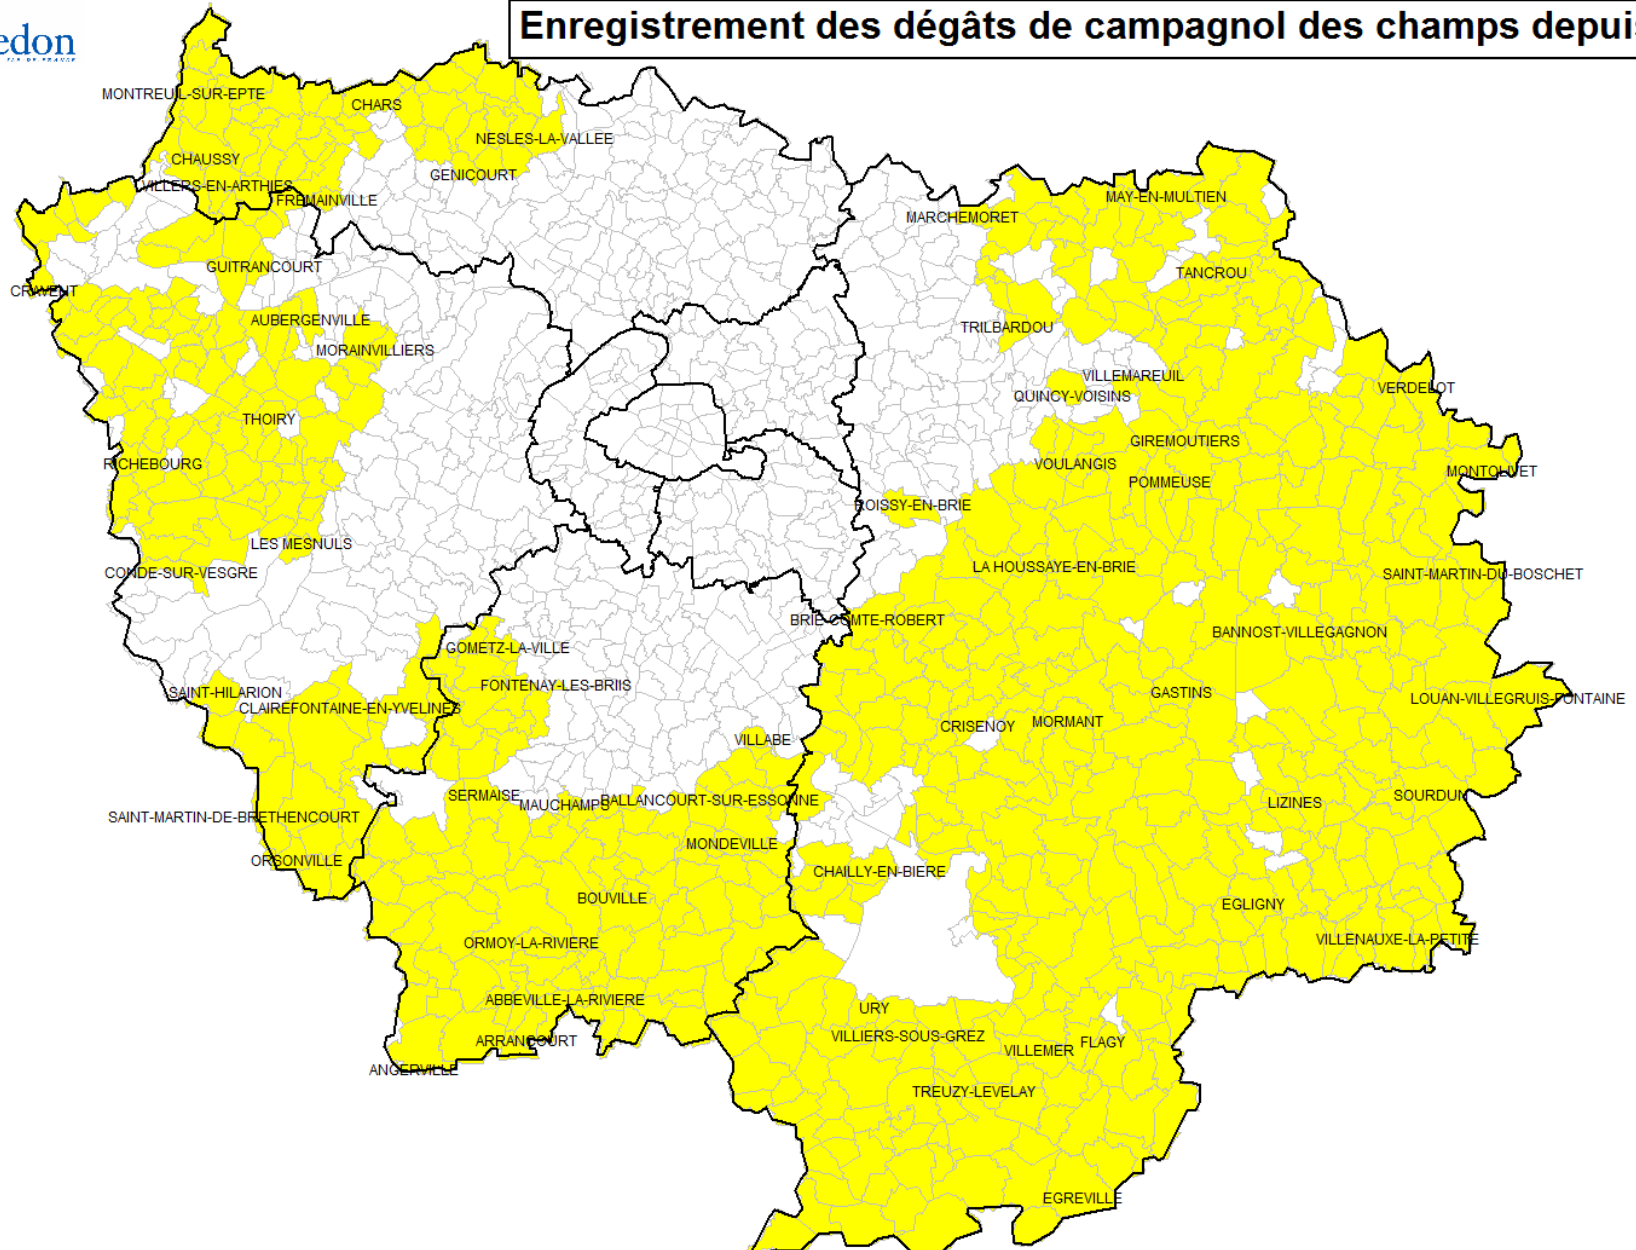 Enregistrement des dégâts de campagnol des champs depuis
edon
ILE-DE-FRANCE
MONTREUIL-SUR-EPTE
CHARS
NESLES-LA-VALLEE
CHAUSSY
GENICOURT
VILLERS-EN-ARTHIES
FREMAINVILLE
MAY-EN-MULTIEN
MARCHEMORET
GUITRANCOURT
TANCROU
CRAVENT
AUBERGENVILLE
TRILBARDOU
MORAINVILLIERS
VILLEMAREUIL
VERDELOT
QUINCY-VOISINS
THOIRY
GIREMOUTIERS
RICHEBOURG
VOULANGIS
MONTOLIVET
POMMEUSE
ROISSY-EN-BRIE
LES MESNULS
LA HOUSSAYE-EN-BRIE
CONDE-SUR-VESGRE
SAINT-MARTIN-DU-BOSCHET
BRIE-COMTE-ROBERT
BANNOST-VILLEGAGNON
GOMETZ-LA-VILLE
FONTENAY-LES-BRIIS
SAINT-HILARION
GASTINS
LOUAN-VILLEGRUIS-FONTAINE
CLAIREFONTAINE-EN-YVELINES
CRISENOY
MORMANT
VILLABE
SERMAISE
MAUCHAMPS
BALLANCOURT-SUR-ESSONNE
LIZINES
SOURDUN
SAINT-MARTIN-DE-BRETHENCOURT
MONDEVILLE
ORSONVILLE
CHAILLY-EN-BIERE
BOUVILLE
EGLIGNY
ORMOY-LA-RIVIERE
VILLENAUXE-LA-PETITE
ABBEVILLE-LA-RIVIERE
URY
ARRANCOURT
VILLIERS-SOUS-GREZ
VILLEMER
FLAGY
ANGERVILLE
TREUZY-LEVELAY
EGREVILLE